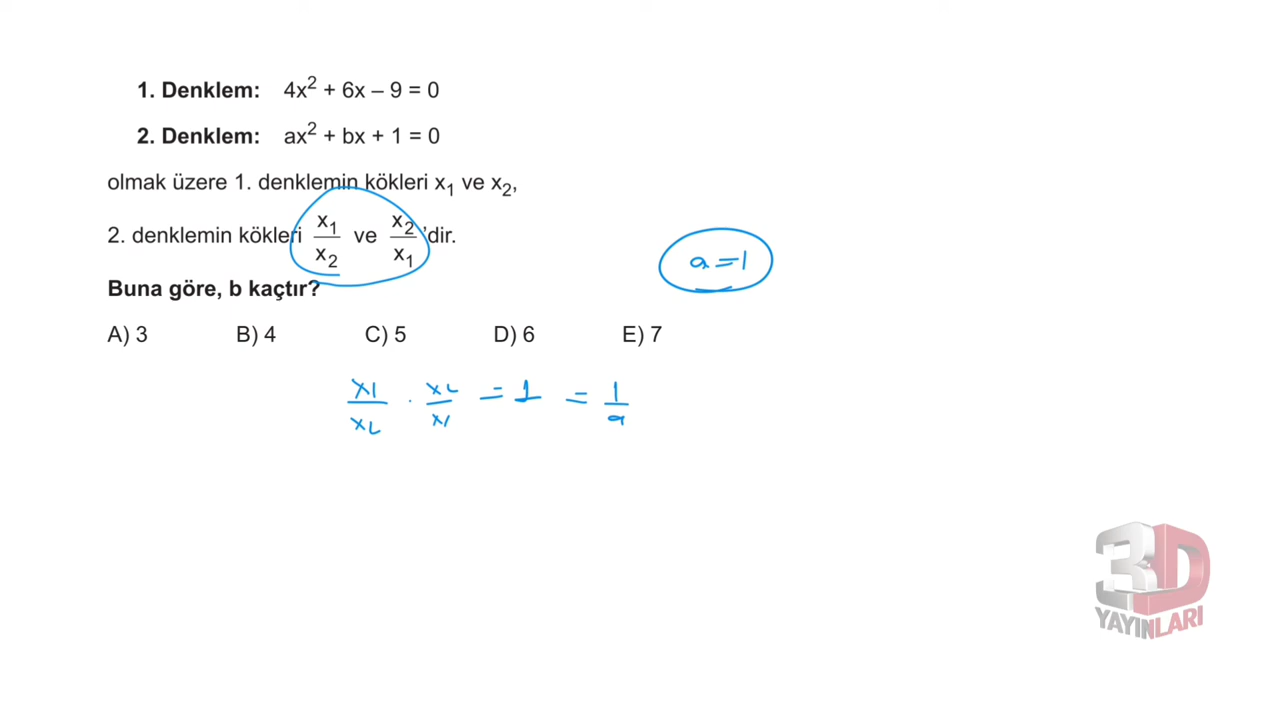 1. Denklem: 4x² + 6x – 9 = 0
2. Denklem: ax² + bx + 1 = 0
olmak üzere 1. denklemin kökleri x₁ ve x₂,
2. denklemin kökleri x₁/x₂ ve x₂/x₁ 'dir.
a = 1
Buna göre, b kaçtır?
A) 3 B) 4 C) 5 D) 6 E) 7
x1/x2 · x2/x1 = 1 = 1/a
3D
YAYINLARI